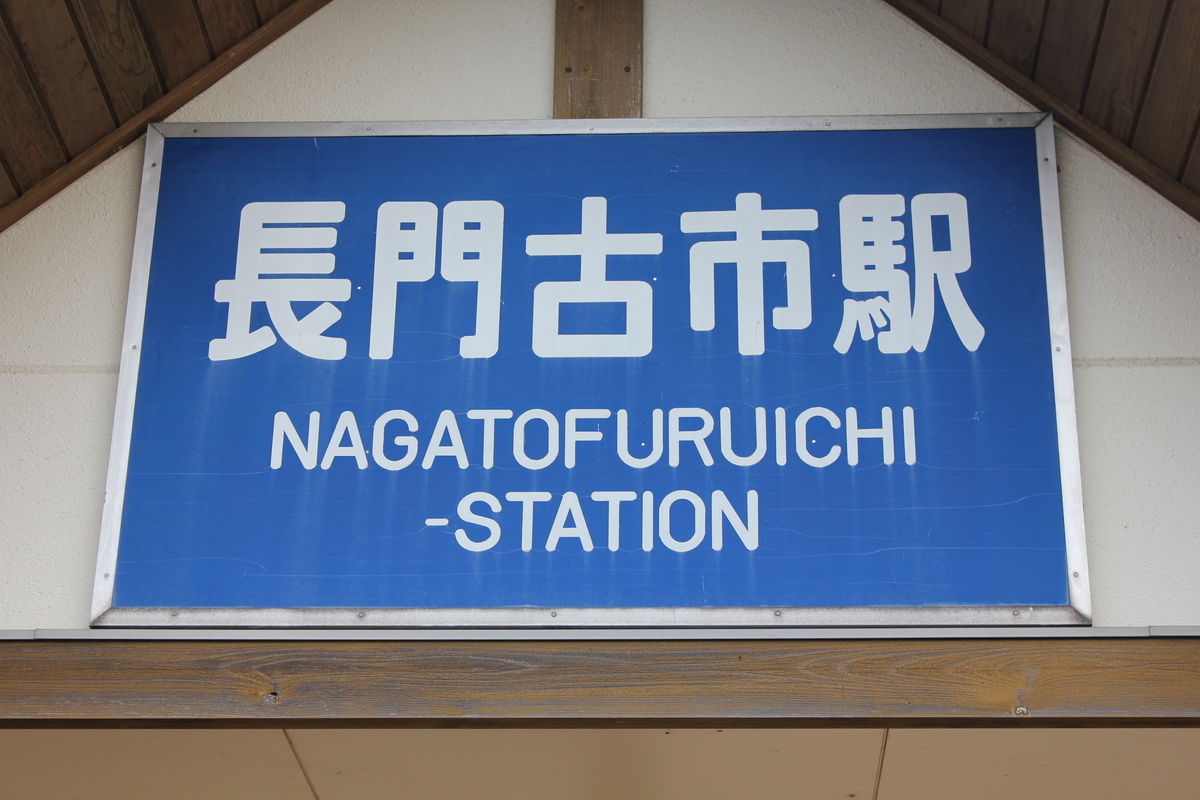 長門古市駅
NAGATOFURUICHI
-STATION